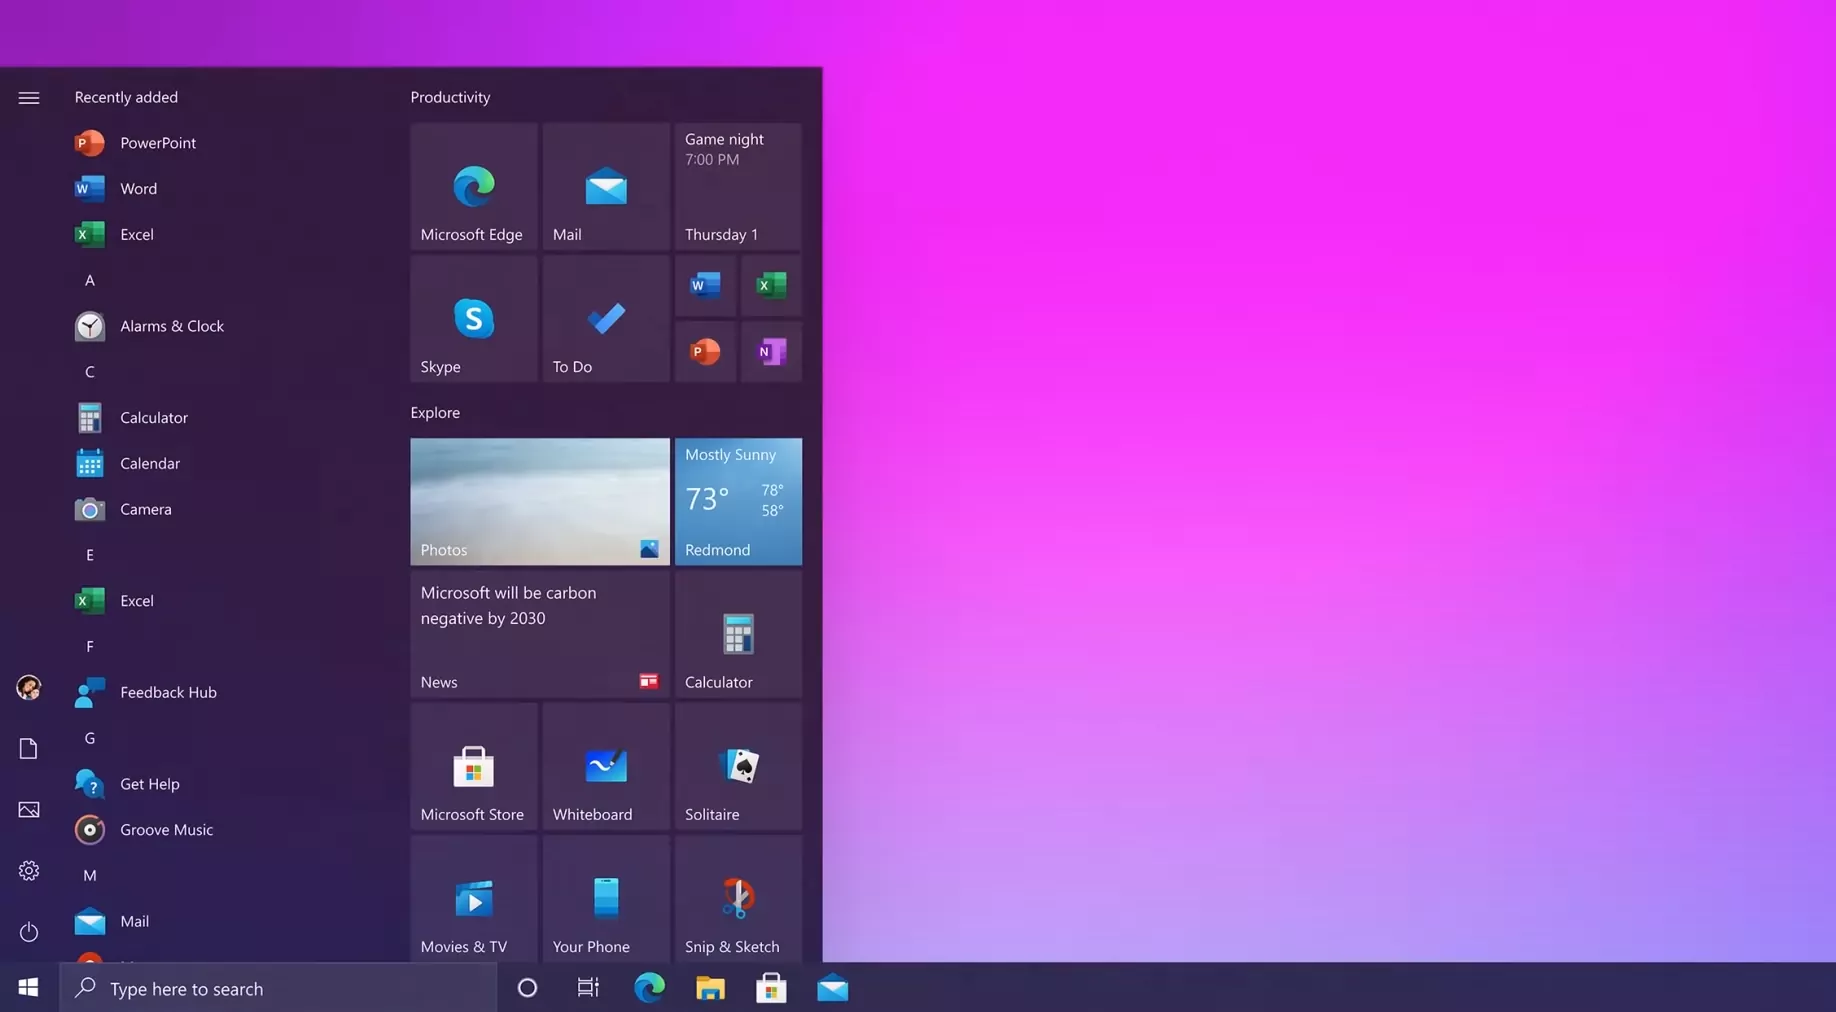 Recently added
PowerPoint
Word
Excel
A
Alarms & Clock
C
Calculator
Calendar
Camera
E
Excel
F
Feedback Hub
G
Get Help
Groove Music
M
Mail
Productivity
Microsoft Edge
Mail
Game night
7:00 PM
Thursday 1
Skype
To Do
Explore
Photos
Mostly Sunny
73°
78°
58°
Redmond
Microsoft will be carbon
negative by 2030
News
Calculator
Microsoft Store
Whiteboard
Solitaire
Movies & TV
Your Phone
Snip & Sketch
Type here to search